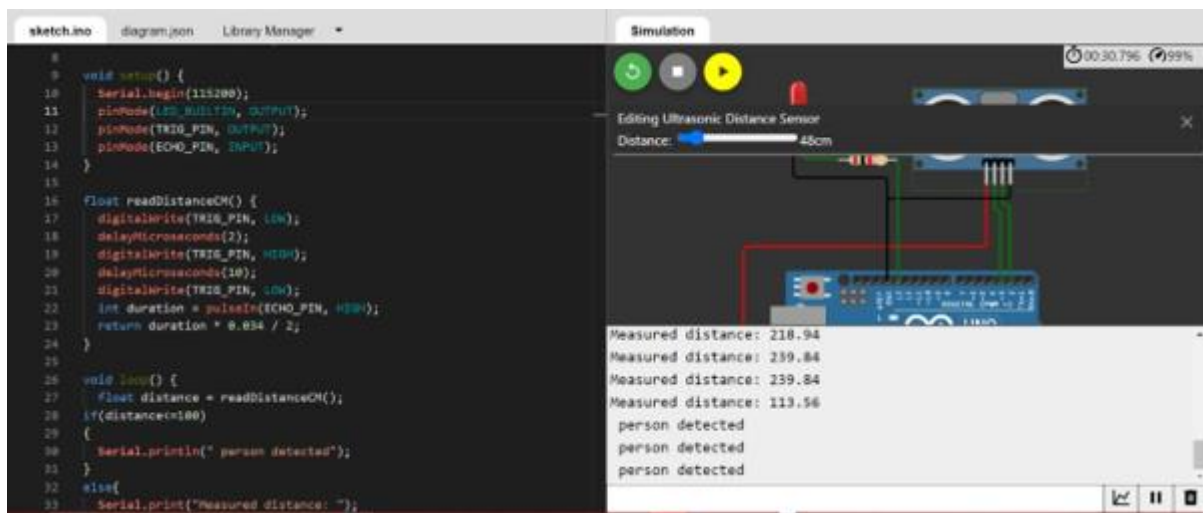 sketch.ino diagram.json Library Manager
8
9 void setup() {
10 Serial.begin(115200);
11 pinMode(LED_BUILTIN, OUTPUT);
12 pinMode(TRIG_PIN, OUTPUT);
13 pinMode(ECHO_PIN, INPUT);
14 }
15
16 float readDistanceCM() {
17 digitalWrite(TRIG_PIN, LOW);
18 delayMicroseconds(2);
19 digitalWrite(TRIG_PIN, HIGH);
20 delayMicroseconds(10);
21 digitalWrite(TRIG_PIN, LOW);
22 int duration = pulseIn(ECHO_PIN, HIGH);
23 return duration * 0.034 / 2;
24 }
25
26 void loop() {
27 float distance = readDistanceCM();
28 if(distance<=100)
29 {
30 Serial.println(" person detected");
31 }
32 else{
33 Serial.print("Measured distance: ");
Simulation
00:30.796 99%
Editing Ultrasonic Distance Sensor
Distance: 48cm
UNO
Measured distance: 218.94
Measured distance: 239.84
Measured distance: 239.84
Measured distance: 113.56
person detected
person detected
person detected